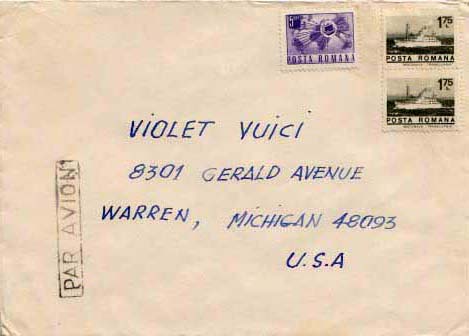 1.75
POSTA ROMANA
POSTA ROMANA
1.75
POSTA ROMANA
VIOLET VUICI
8301 GERALD AVENUE
WARREN, MICHIGAN 48093
U.S.A
PAR AVION